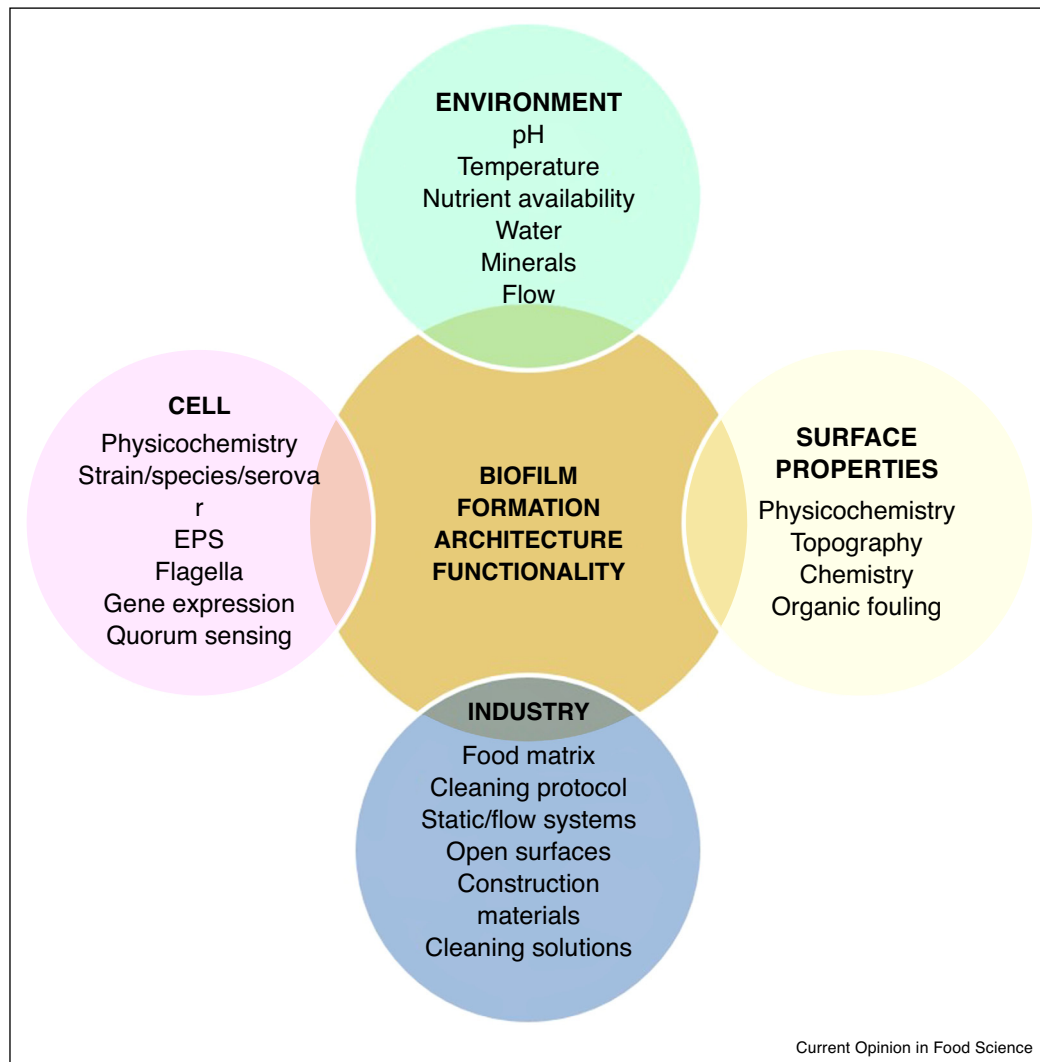 ENVIRONMENT
pH
Temperature
Nutrient availability
Water
Minerals
Flow
CELL
Physicochemistry
Strain/species/serova
r
EPS
Flagella
Gene expression
Quorum sensing
BIOFILM
FORMATION
ARCHITECTURE
FUNCTIONALITY
SURFACE
PROPERTIES
Physicochemistry
Topography
Chemistry
Organic fouling
INDUSTRY
Food matrix
Cleaning protocol
Static/flow systems
Open surfaces
Construction
materials
Cleaning solutions
Current Opinion in Food Science